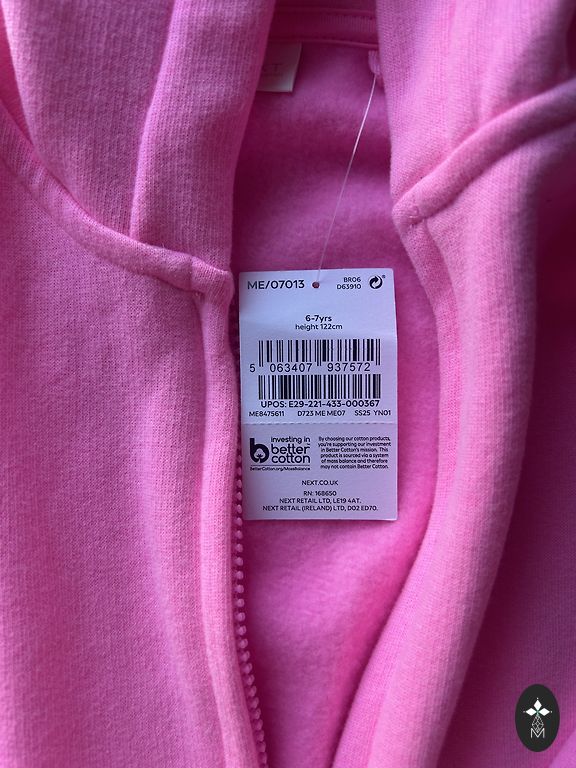 ME/07013
BR06
D63910
6-7yrs
height 122cm
5 063407 937572
UPOS: E29-221-433-000367
ME8475611 D723 ME ME07 SS25 YN01
investing in
better
cotton
BetterCotton.org/MassBalance
By choosing our cotton products,
you're supporting our investment
in Better Cotton's mission. This
product is sourced via a system
of mass balance and therefore
may not contain Better Cotton.
NEXT.CO.UK
RN: 168650
NEXT RETAIL LTD, LE19 4AT.
NEXT RETAIL (IRELAND) LTD, D02 ED70.
M